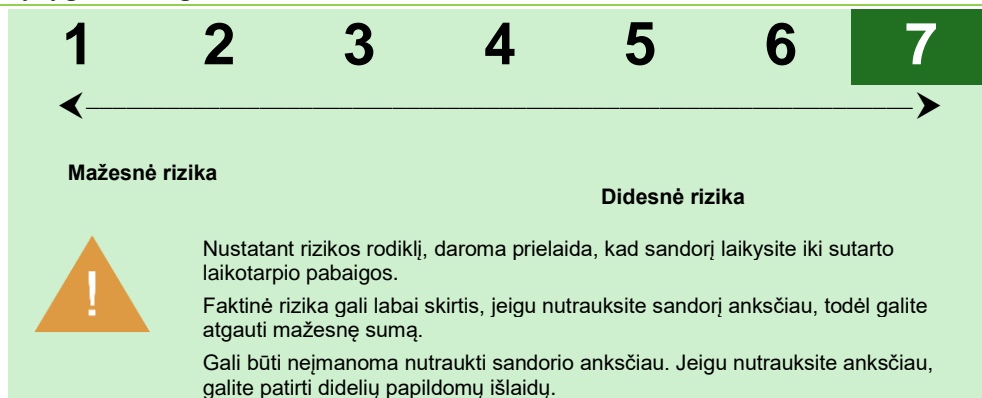 1 2 3 4 5 6 7
Mažesnė rizika
Didesnė rizika
!
Nustatant rizikos rodiklį, daroma prielaida, kad sandorį laikysite iki sutarto
laikotarpio pabaigos.
Faktinė rizika gali labai skirtis, jeigu nutrauksite sandorį anksčiau, todėl galite
atgauti mažesnę sumą.
Gali būti neįmanoma nutraukti sandorio anksčiau. Jeigu nutrauksite anksčiau,
galite patirti didelių papildomų išlaidų.